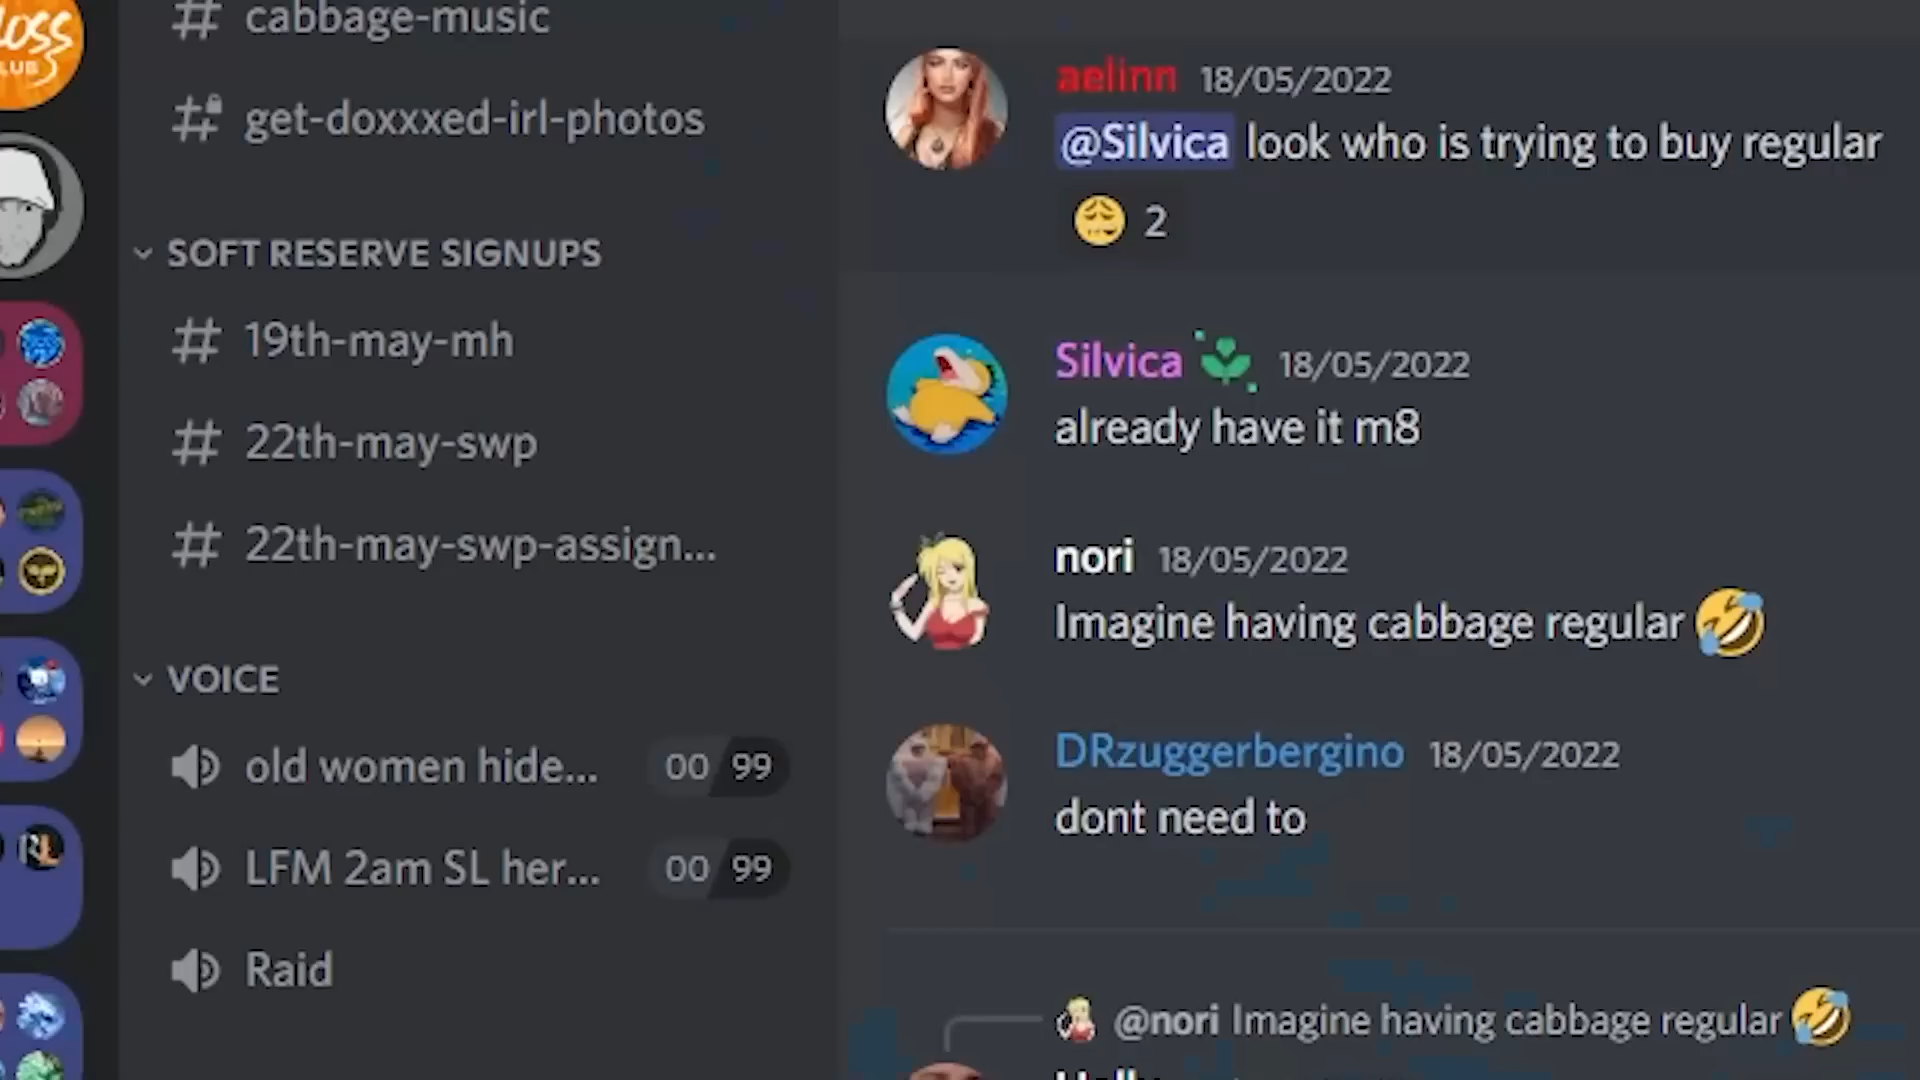 LOSS
LUB
cabbage-music
get-doxxxed-irl-photos
SOFT RESERVE SIGNUPS
19th-may-mh
22th-may-swp
22th-may-swp-assign...
VOICE
old women hide... 00 99
LFM 2am SL her... 00 99
Raid
aelinn 18/05/2022
@Silvica look who is trying to buy regular
😩 2
Silvica 18/05/2022
already have it m8
nori 18/05/2022
Imagine having cabbage regular 🤣
DRzuggerbergino 18/05/2022
dont need to
@nori Imagine having cabbage regular 🤣